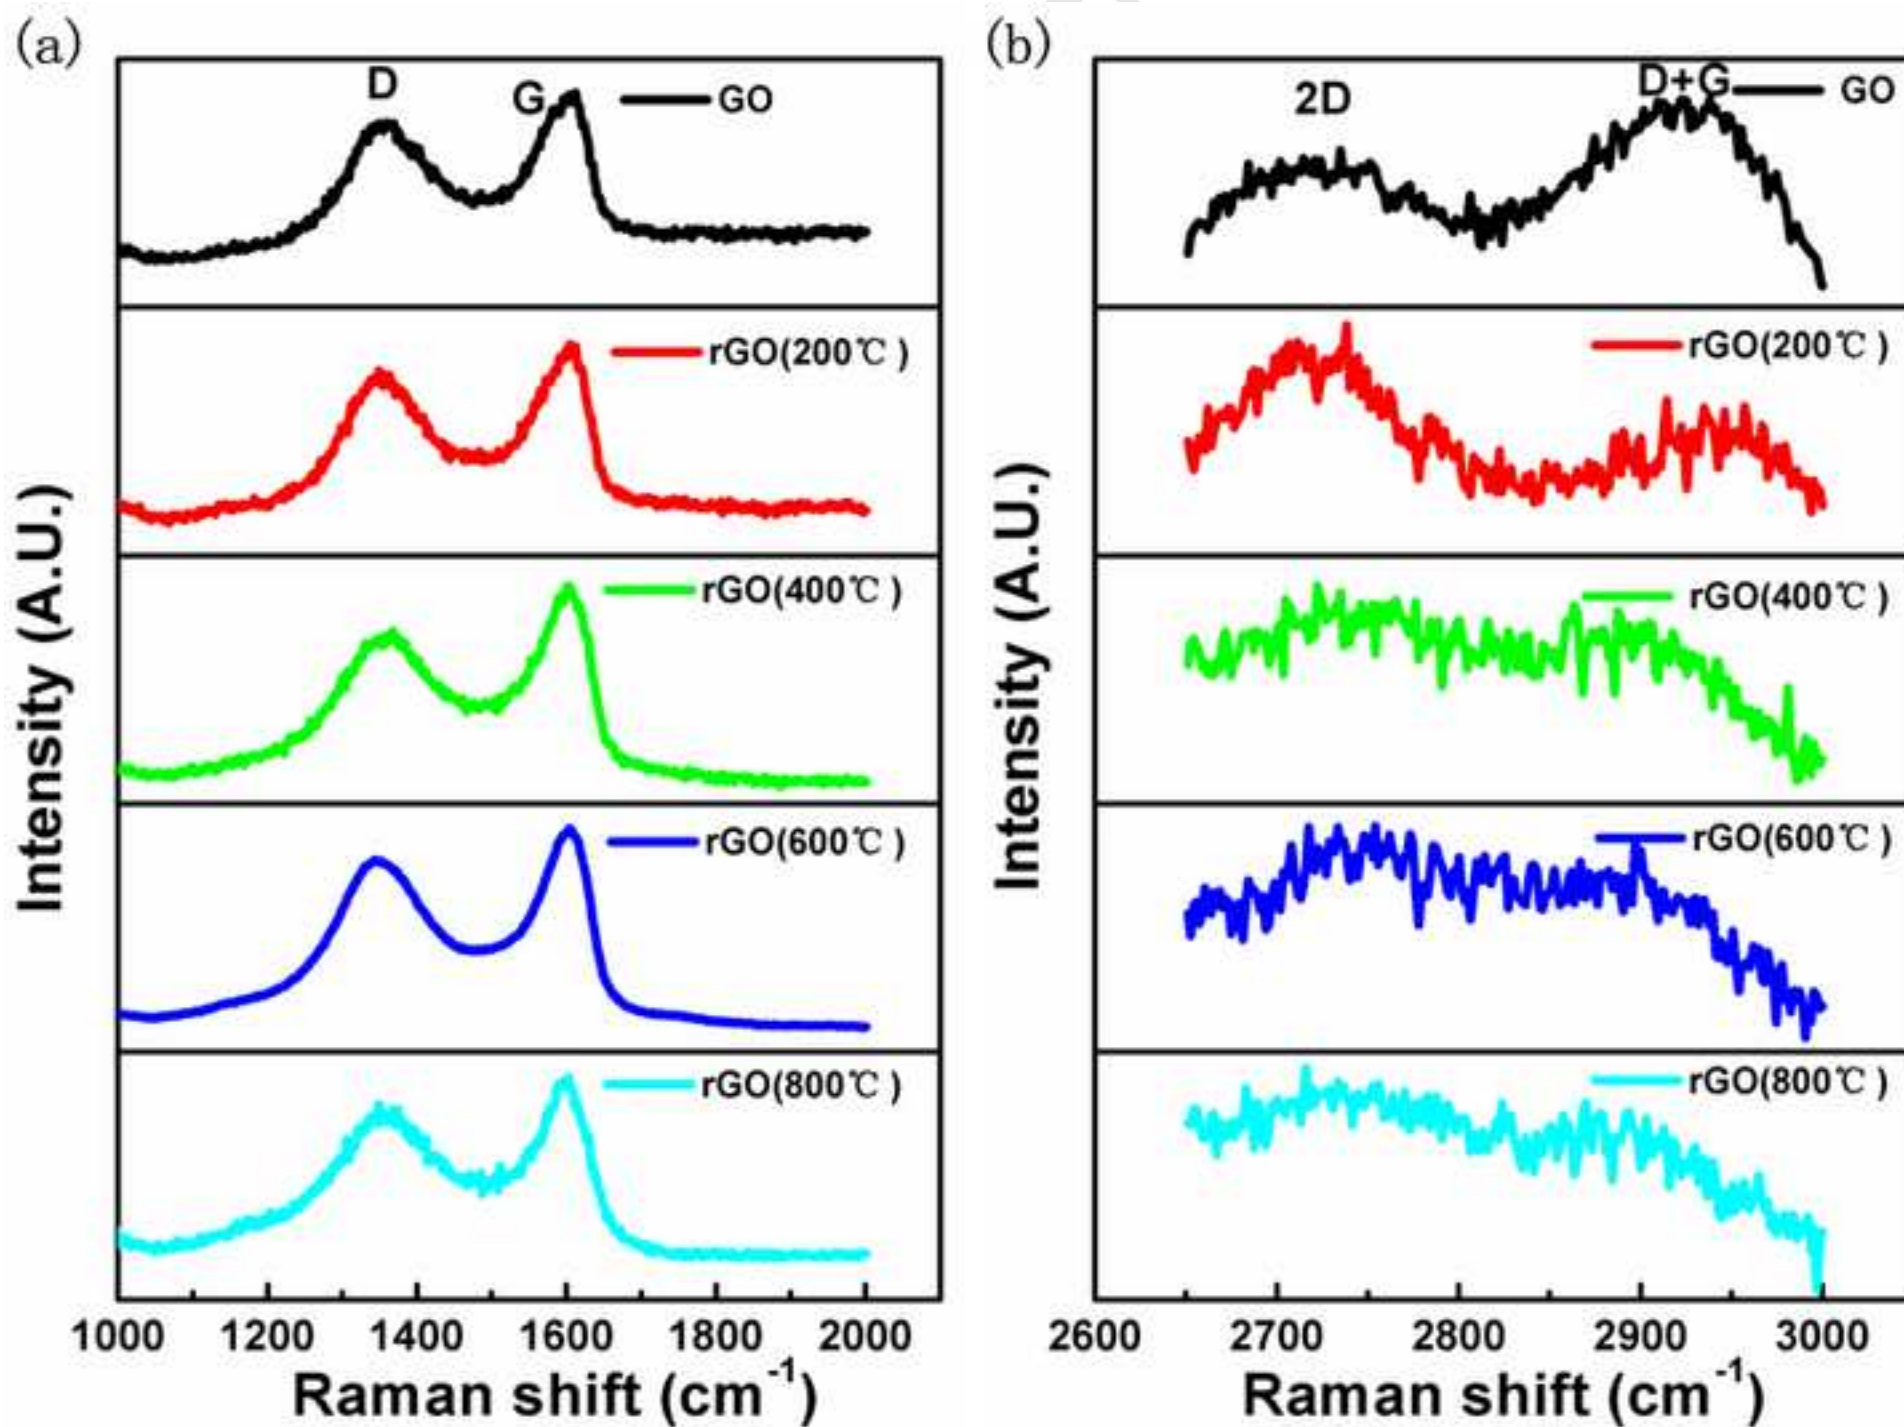 (a)
D
G
GO
rGO(200℃)
rGO(400℃)
rGO(600℃)
rGO(800℃)
Intensity (A.U.)
1000 1200 1400 1600 1800 2000
Raman shift (cm⁻¹)
(b)
2D
D+G
GO
rGO(200℃)
rGO(400℃)
rGO(600℃)
rGO(800℃)
Intensity (A.U.)
2600 2700 2800 2900 3000
Raman shift (cm⁻¹)